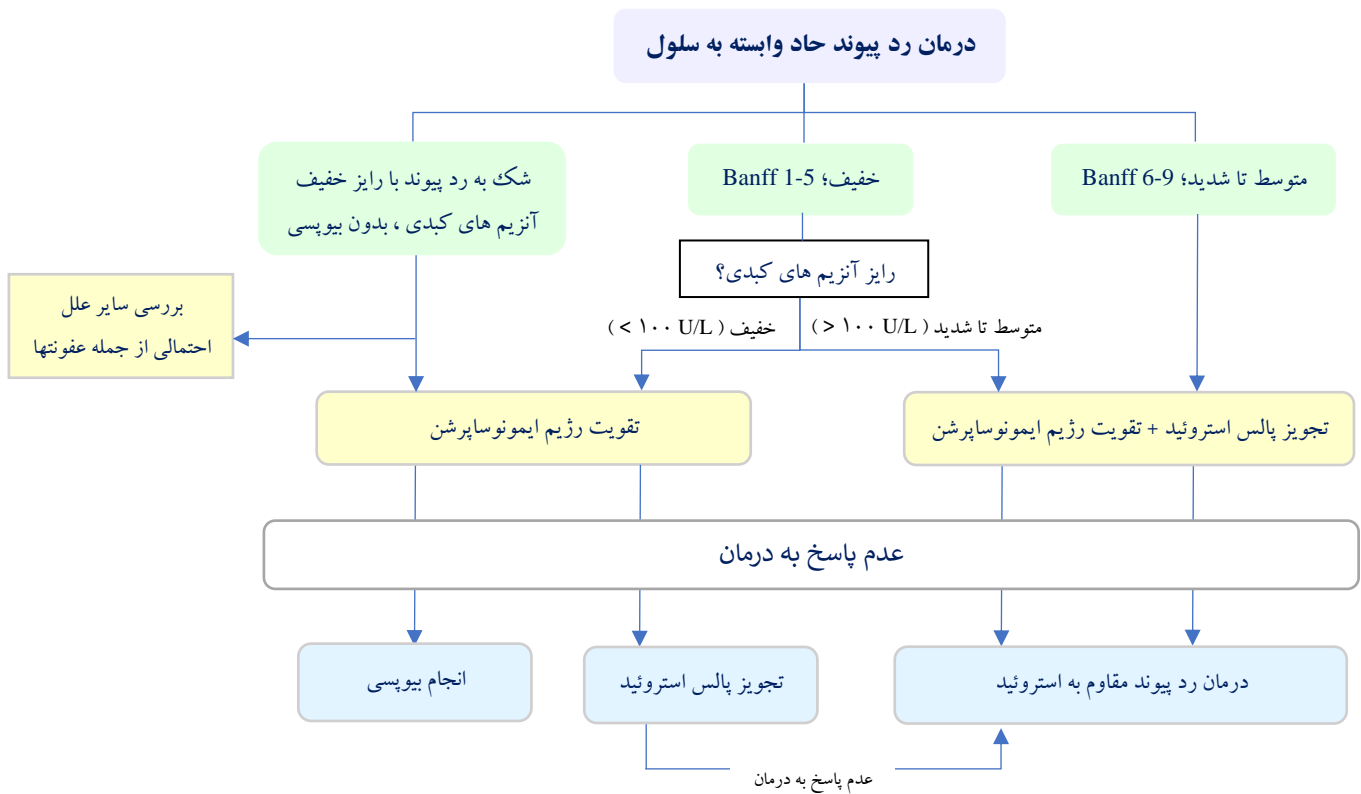 درمان رد پیوند حاد وابسته به سلول
متوسط تا شدید؛ Banff 6-9
خفیف؛ Banff 1-5
شک به رد پیوند با رایز خفیف
آنزیم های کبدی ، بدون بیوپسی
رایز آنزیم های کبدی؟
متوسط تا شدید ( > ۱۰۰ U/L )
خفیف ( < ۱۰۰ U/L )
بررسی سایر علل
احتمالی از جمله عفونتها
تجویز پالس استروئید + تقویت رژیم ایمونوساپرشن
تقویت رژیم ایمونوساپرشن
عدم پاسخ به درمان
درمان رد پیوند مقاوم به استروئید
تجویز پالس استروئید
انجام بیوپسی
عدم پاسخ به درمان